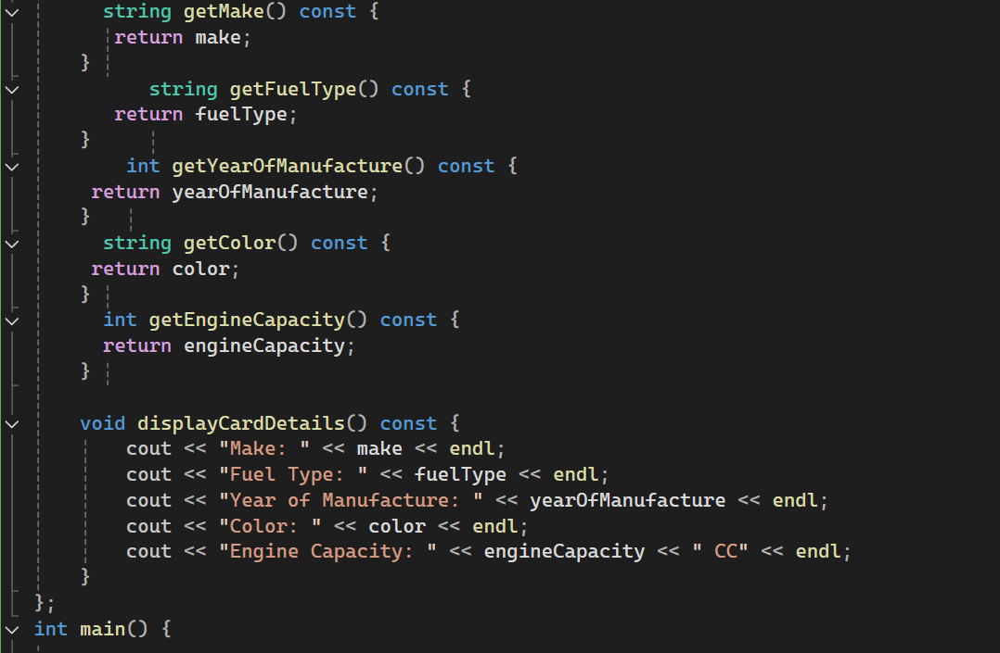 string getMake() const {
return make;
}
string getFuelType() const {
return fuelType;
}
int getYearOfManufacture() const {
return yearOfManufacture;
}
string getColor() const {
return color;
}
int getEngineCapacity() const {
return engineCapacity;
}
void displayCardDetails() const {
cout << "Make: " << make << endl;
cout << "Fuel Type: " << fuelType << endl;
cout << "Year of Manufacture: " << yearOfManufacture << endl;
cout << "Color: " << color << endl;
cout << "Engine Capacity: " << engineCapacity << " CC" << endl;
}
};
int main() {